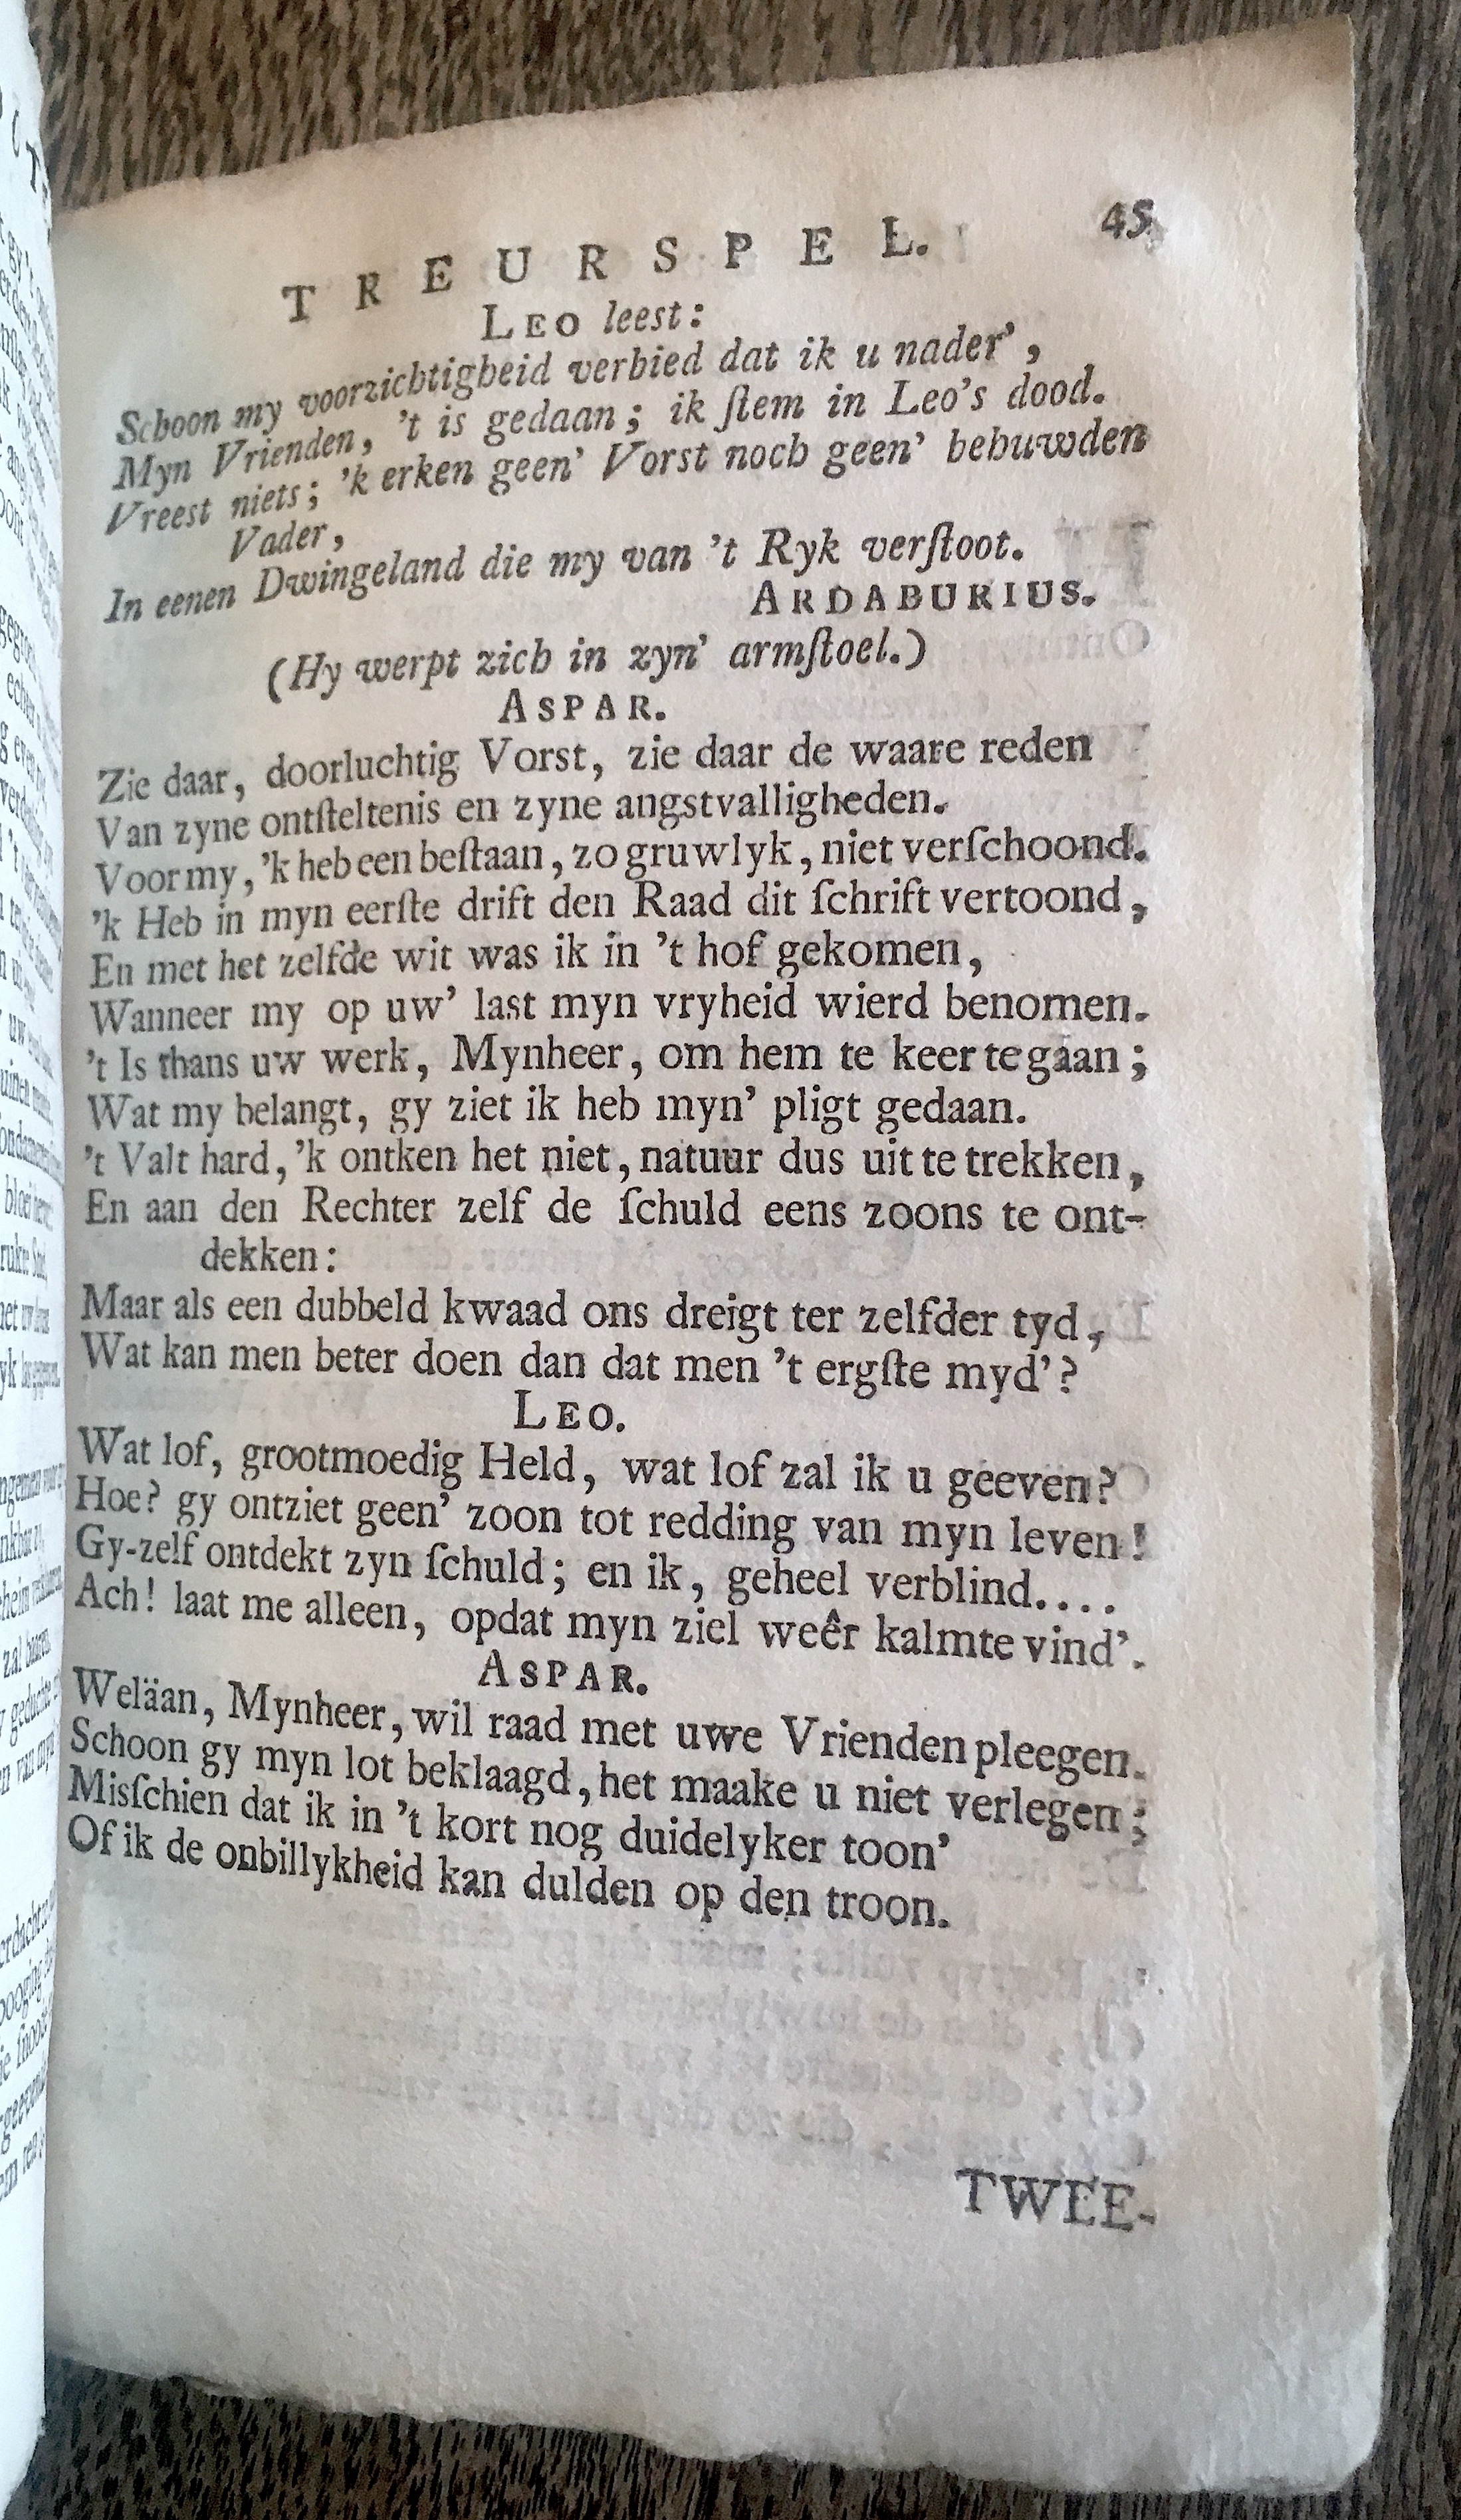 TREURSPEL. 45
LEO leest:
Schoon my voorzichtigheid verbied dat ik u nader',
Myn Vrienden, 't is gedaan; ik ſtem in Leo's dood.
Vreest niets; 'k erken geen' Vorst noch geen' behuwden
Vader,
In eenen Dwingeland die my van 't Ryk verſtoot.
ARDABURIUS.
(Hy werpt zich in zyn' armſtoel.)
ASPAR.
Zie daar, doorluchtig Vorst, zie daar de waare reden
Van zyne ontſteltenis en zyne angstvalligheden.
Voor my, 'k heb een beſtaan, zo gruwlyk, niet verſchoond.
'k Heb in myn eerſte drift den Raad dit ſchrift vertoond,
En met het zelfde wit was ik in 't hof gekomen,
Wanneer my op uw' last myn vryheid wierd benomen.
't Is thans uw werk, Mynheer, om hem te keer te gaan;
Wat my belangt, gy ziet ik heb myn' pligt gedaan.
't Valt hard, 'k ontken het niet, natuur dus uit te trekken,
En aan den Rechter zelf de ſchuld eens zoons te ont-
dekken:
Maar als een dubbeld kwaad ons dreigt ter zelfder tyd,
Wat kan men beter doen dan dat men 't ergſte myd'?
LEO.
Wat lof, grootmoedig Held, wat lof zal ik u geeven?
Hoe? gy ontziet geen' zoon tot redding van myn leven!
Gy-zelf ontdekt zyn ſchuld; en ik, geheel verblind....
Ach! laat me alleen, opdat myn ziel weêr kalmte vind'.
ASPAR.
Weläan, Mynheer, wil raad met uwe Vrienden pleegen.
Schoon gy myn lot beklaagd, het maake u niet verlegen;
Misſchien dat ik in 't kort nog duidelyker toon'
Of ik de onbillykheid kan dulden op den troon.
TWEE-